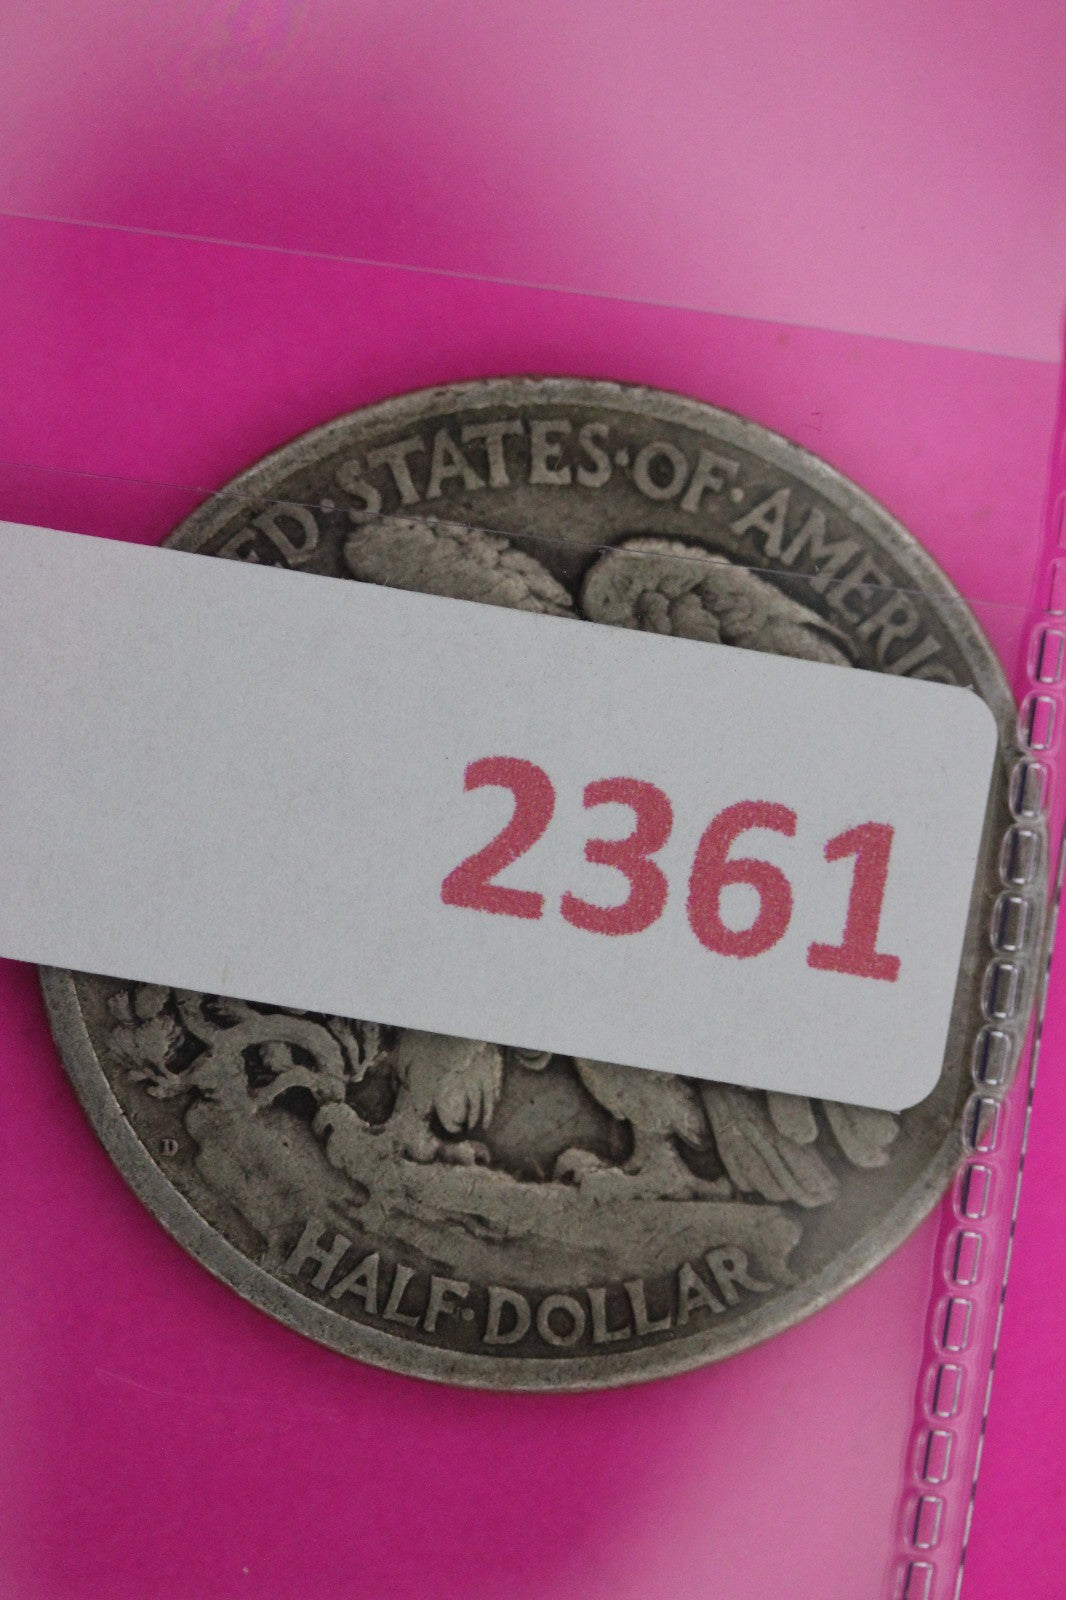 ED·STATES·OF·AMERIC
2361
D
HALF·DOLLAR